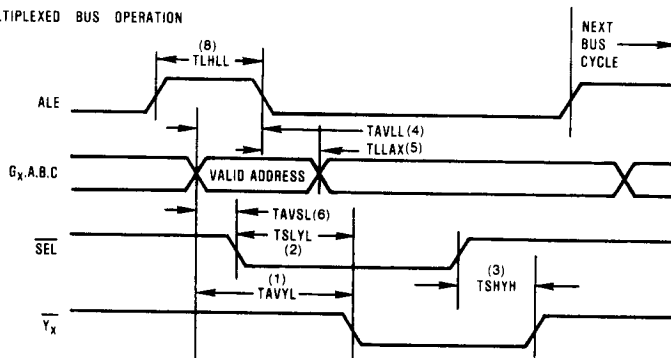 TIPLEXED BUS OPERATION
NEXT
BUS
CYCLE
(8)
TLHLL
ALE
TAVLL(4)
TLLAX(5)
Gx.A.B.C
VALID ADDRESS
TAVSL(6)
TSLYL
(2)
SEL
(3)
TSHYH
(1)
TAVYL
Yx